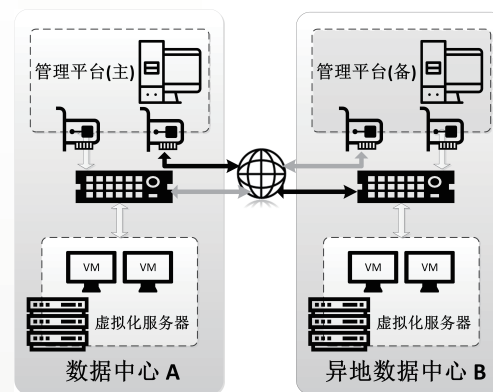 管理平台(主)
VM VM
虚拟化服务器
数据中心 A
管理平台(备)
VM VM
虚拟化服务器
异地数据中心 B